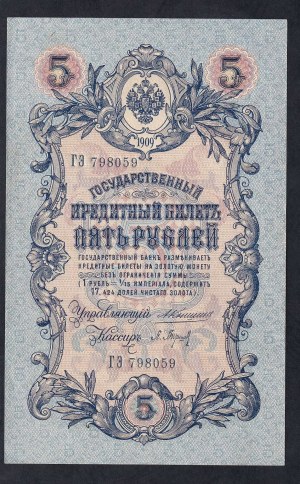 5 5
1909
ГЭ 798059
ГОСУДАРСТВЕННЫЙ
КРЕДИТНЫЙ БИЛЕТЪ
ПЯТЬ РУБЛЕЙ
ГОСУДАРСТВЕННЫЙ БАНКЪ РАЗМѢНИВАЕТЪ
КРЕДИТНЫЕ БИЛЕТЫ НА ЗОЛОТУЮ МОНЕТУ
БЕЗЪ ОГРАНИЧЕНІЯ СУММЫ
(1 РУБЛЬ = 1/15 ИМПЕРІАЛА, СОДЕРЖИТЪ
17,424 ДОЛЕЙ ЧИСТАГО ЗОЛОТА).
Управляющій
Кассиръ
ГЭ 798059
5